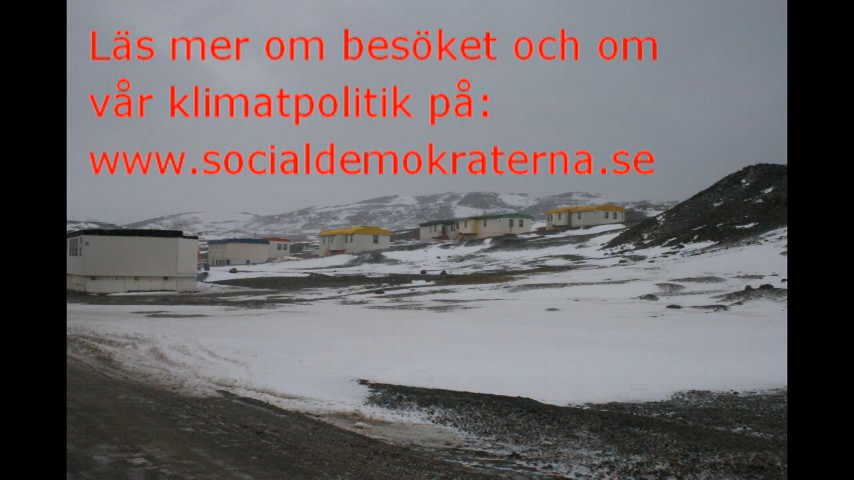 Läs mer om besöket och om
vår klimatpolitik på:
www.socialdemokraterna.se